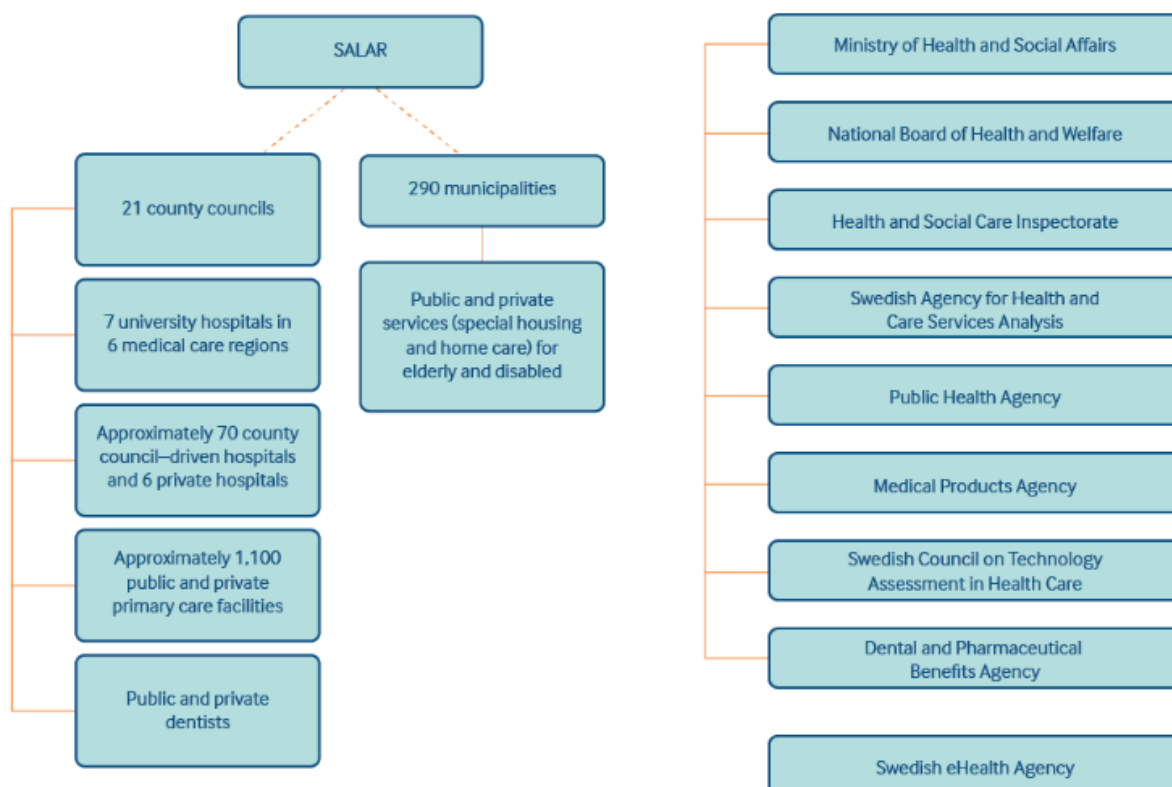 SALAR
21 county councils
7 university hospitals in
6 medical care regions
Approximately 70 county
council–driven hospitals
and 6 private hospitals
Approximately 1,100
public and private
primary care facilities
Public and private
dentists
290 municipalities
Public and private
services (special housing
and home care) for
elderly and disabled
Ministry of Health and Social Affairs
National Board of Health and Welfare
Health and Social Care Inspectorate
Swedish Agency for Health and
Care Services Analysis
Public Health Agency
Medical Products Agency
Swedish Council on Technology
Assessment in Health Care
Dental and Pharmaceutical
Benefits Agency
Swedish eHealth Agency